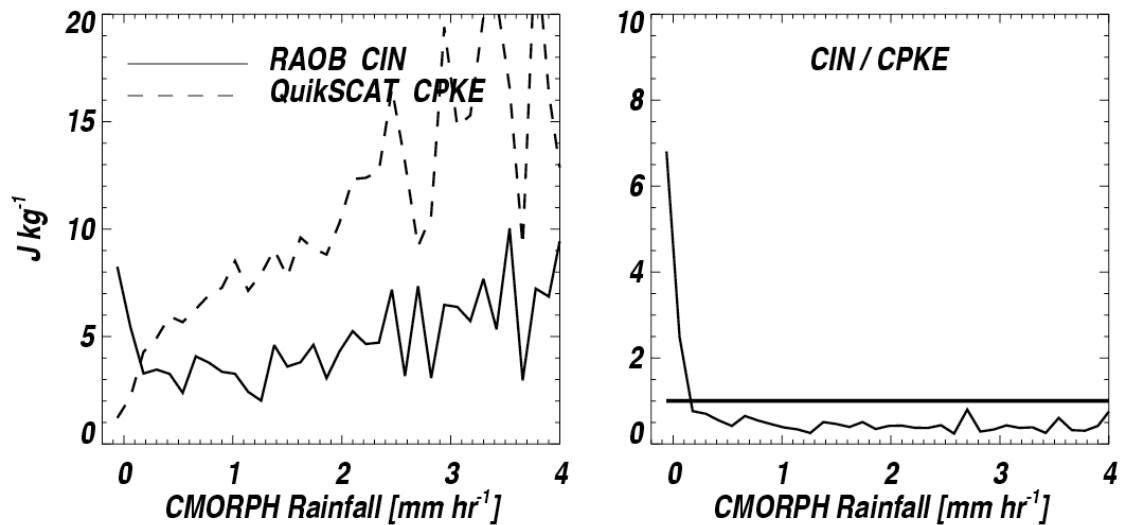 RAOB CIN
QuikSCAT CPKE
20
15
10
5
0
J kg-1
0 1 2 3 4
CMORPH Rainfall [mm hr-1]
CIN / CPKE
10
8
6
4
2
0
0 1 2 3 4
CMORPH Rainfall [mm hr-1]